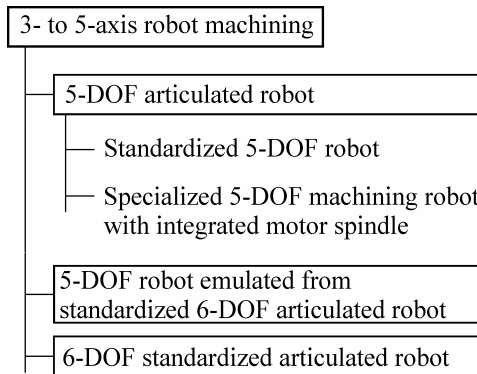 3- to 5-axis robot machining
5-DOF articulated robot
Standardized 5-DOF robot
Specialized 5-DOF machining robot
with integrated motor spindle
5-DOF robot emulated from
standardized 6-DOF articulated robot
6-DOF standardized articulated robot